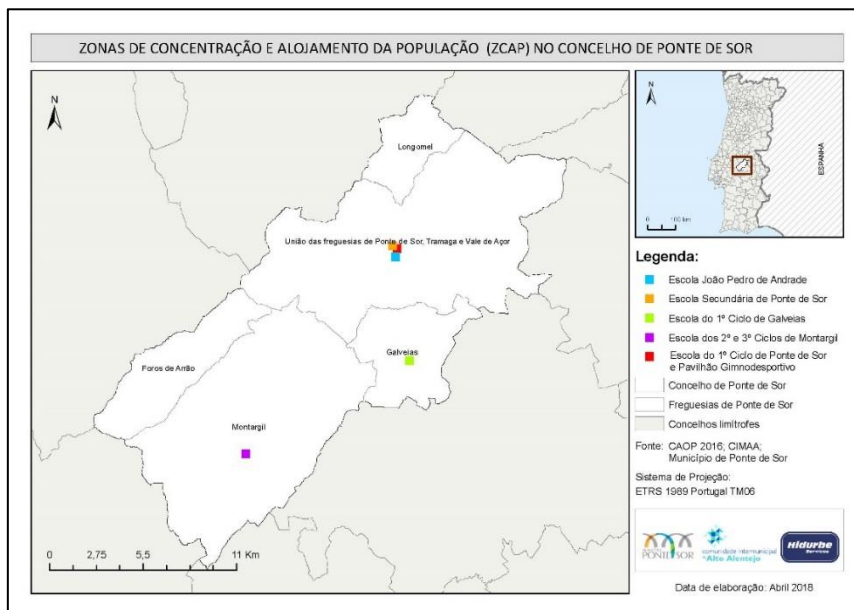 ZONAS DE CONCENTRAÇÃO E ALOJAMENTO DA POPULAÇÃO (ZCAP) NO CONCELHO DE PONTE DE SOR
N
Longomel
União das freguesias de Ponte de Sor, Tramaga e Vale de Açor
Galveias
Foros de Arrão
Montargil
0 2,75 5,5 11 Km
N
ESPANHA
0 100 km
Legenda:
Escola João Pedro de Andrade
Escola Secundária de Ponte de Sor
Escola do 1º Ciclo de Galveias
Escola dos 2º e 3º Ciclos de Montargil
Escola do 1º Ciclo de Ponte de Sor
e Pavilhão Gimnodesportivo
Concelho de Ponte de Sor
Freguesias de Ponte de Sor
Concelhos limítrofes
Fonte: CAOP 2016; CIMAA;
Município de Ponte de Sor
Sistema de Projeção:
ETRS 1989 Portugal TM06
PONTE SOR
comunidade intermunicipal
do Alto Alentejo
Hidurbe
Services
Data de elaboração: Abril 2018